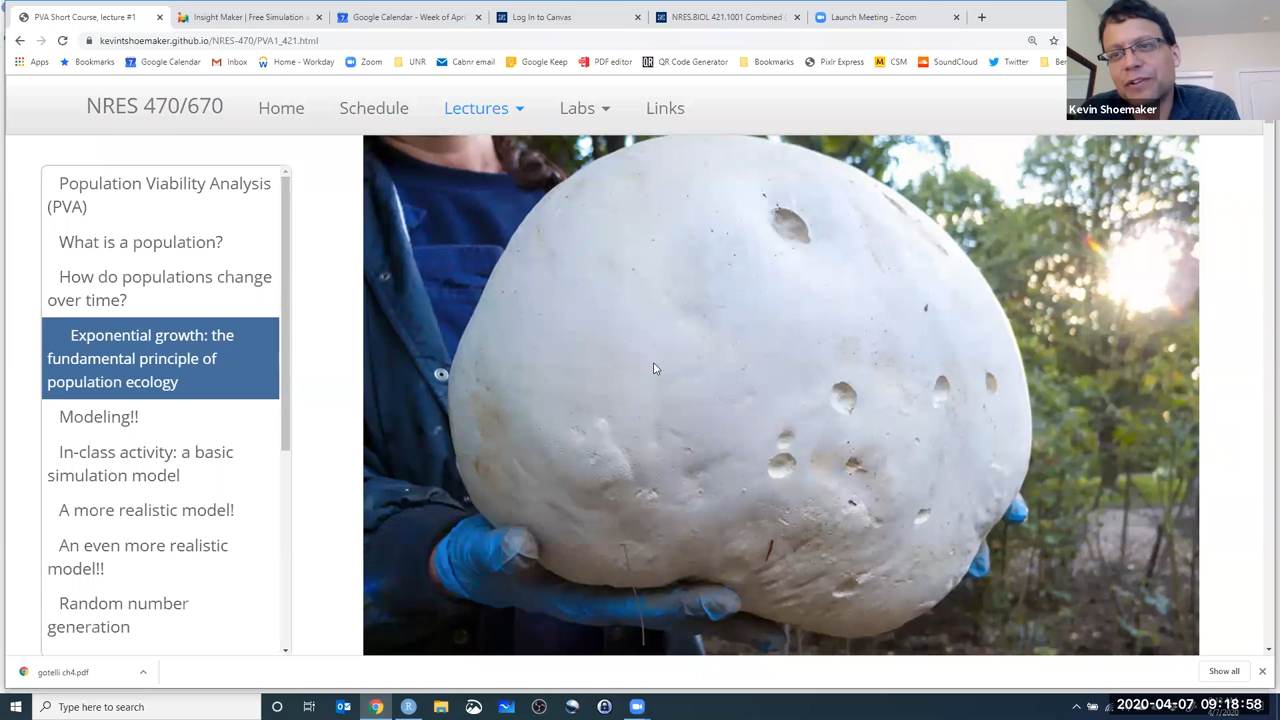 PVA Short Course, lecture #1
Insight Maker | Free Simulation a
Google Calendar - Week of Apri
Log In to Canvas
NRES.BIOL 421.1001 Combined (
Launch Meeting - Zoom
kevintshoemaker.github.io/NRES-470/PVA1_421.html
Apps
Bookmarks
Google Calendar
Inbox
Home - Workday
Zoom
UNR
Cabnr email
Google Keep
PDF editor
QR Code Generator
Bookmarks
Pixlr Express
CSM
SoundCloud
Twitter
Ber
Kevin Shoemaker
NRES 470/670
Home
Schedule
Lectures
Labs
Links
Population Viability Analysis
(PVA)
What is a population?
How do populations change
over time?
Exponential growth: the
fundamental principle of
population ecology
Modeling!!
In-class activity: a basic
simulation model
A more realistic model!
An even more realistic
model!!
Random number
generation
gotelli ch4.pdf
Show all
Type here to search
2020-04-07 09:18:58